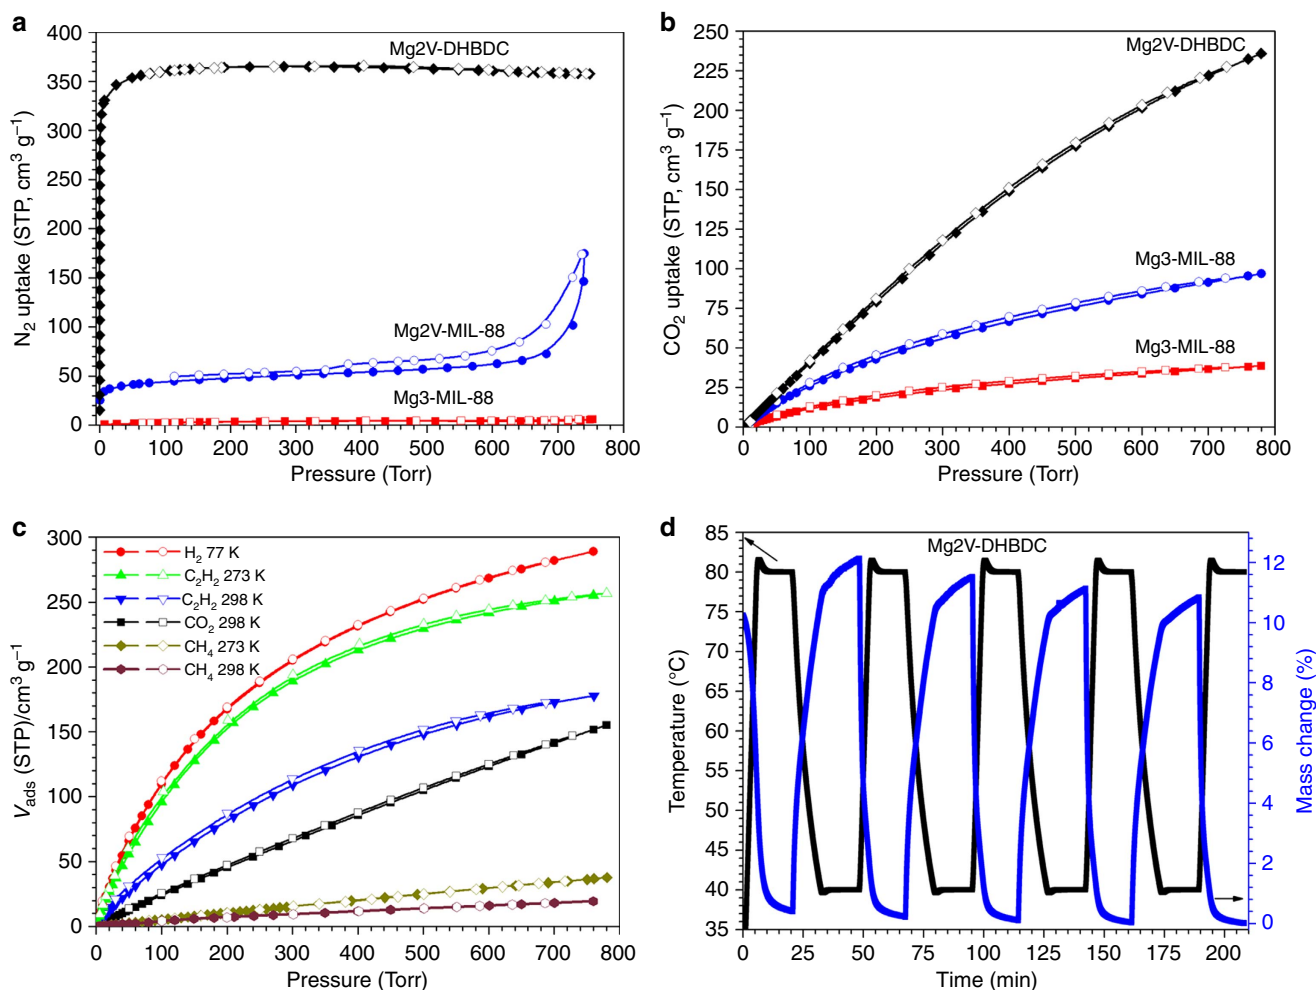 a
400
350
300
250
200
150
100
50
0
N2 uptake (STP, cm³ g⁻¹)
Mg2V-DHBDC
Mg2V-MIL-88
Mg3-MIL-88
0 100 200 300 400 500 600 700 800
Pressure (Torr)
b
250
225
200
175
150
125
100
75
50
25
0
CO2 uptake (STP, cm³ g⁻¹)
Mg2V-DHBDC
Mg3-MIL-88
Mg3-MIL-88
0 100 200 300 400 500 600 700 800
Pressure (Torr)
c
300
250
200
150
100
50
0
Vads (STP)/cm³ g⁻¹
H2 77 K
C2H2 273 K
C2H2 298 K
CO2 298 K
CH4 273 K
CH4 298 K
0 100 200 300 400 500 600 700 800
Pressure (Torr)
d
85
80
75
70
65
60
55
50
45
40
35
Temperature (°C)
Mg2V-DHBDC
12
10
8
6
4
2
0
Mass change (%)
0 25 50 75 100 125 150 175 200
Time (min)